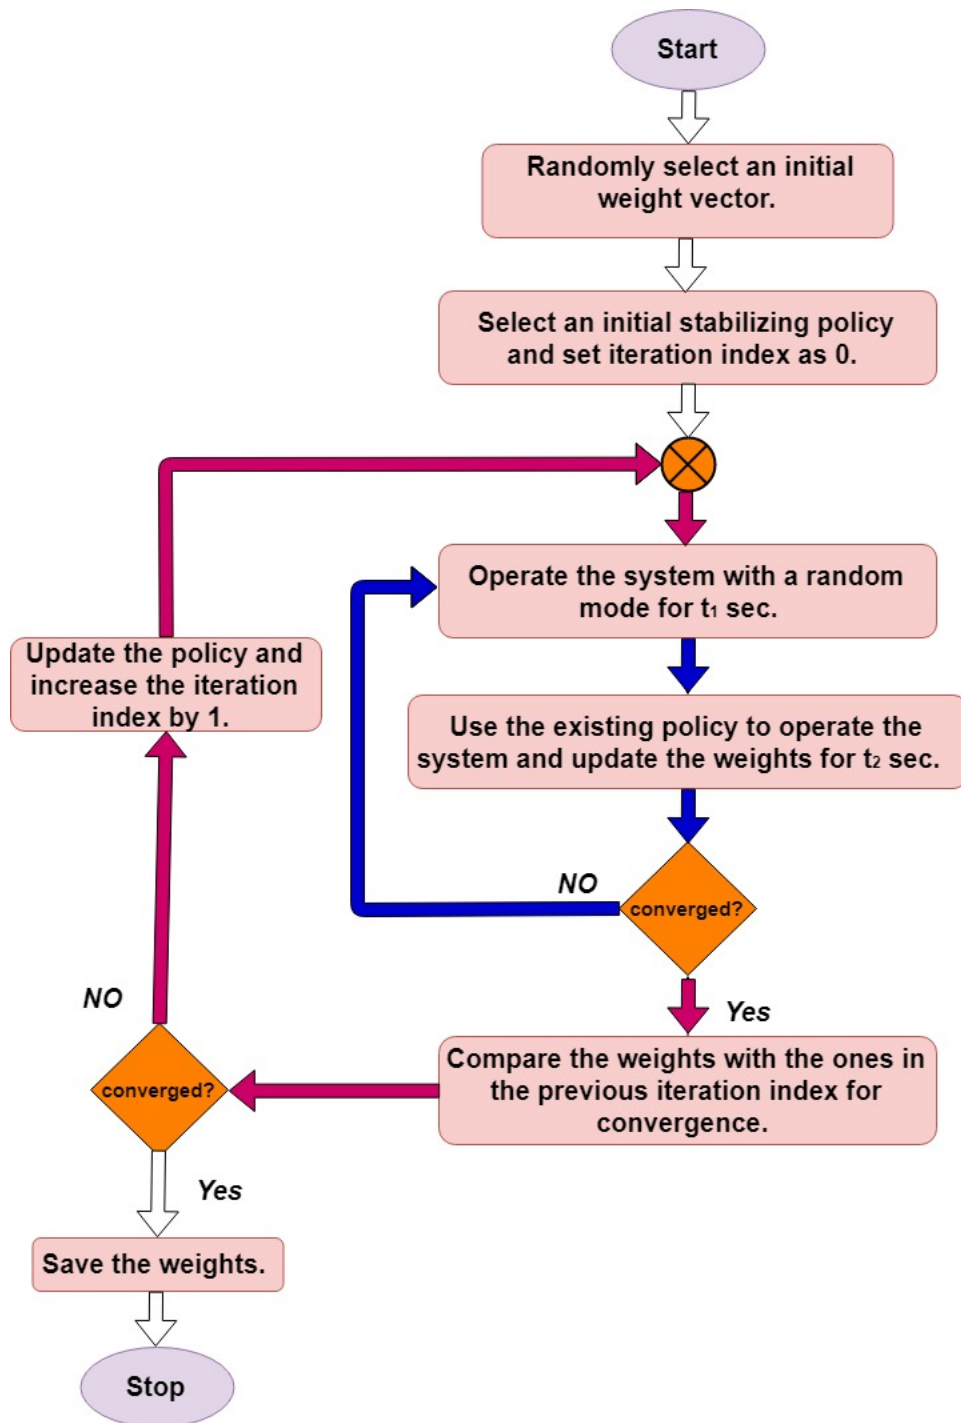 Start
Randomly select an initial
weight vector.
Select an initial stabilizing policy
and set iteration index as 0.
Operate the system with a random
mode for t₁ sec.
Update the policy and
increase the iteration
index by 1.
Use the existing policy to operate the
system and update the weights for t₂ sec.
NO
converged?
Yes
NO
Compare the weights with the ones in
the previous iteration index for
convergence.
converged?
Yes
Save the weights.
Stop